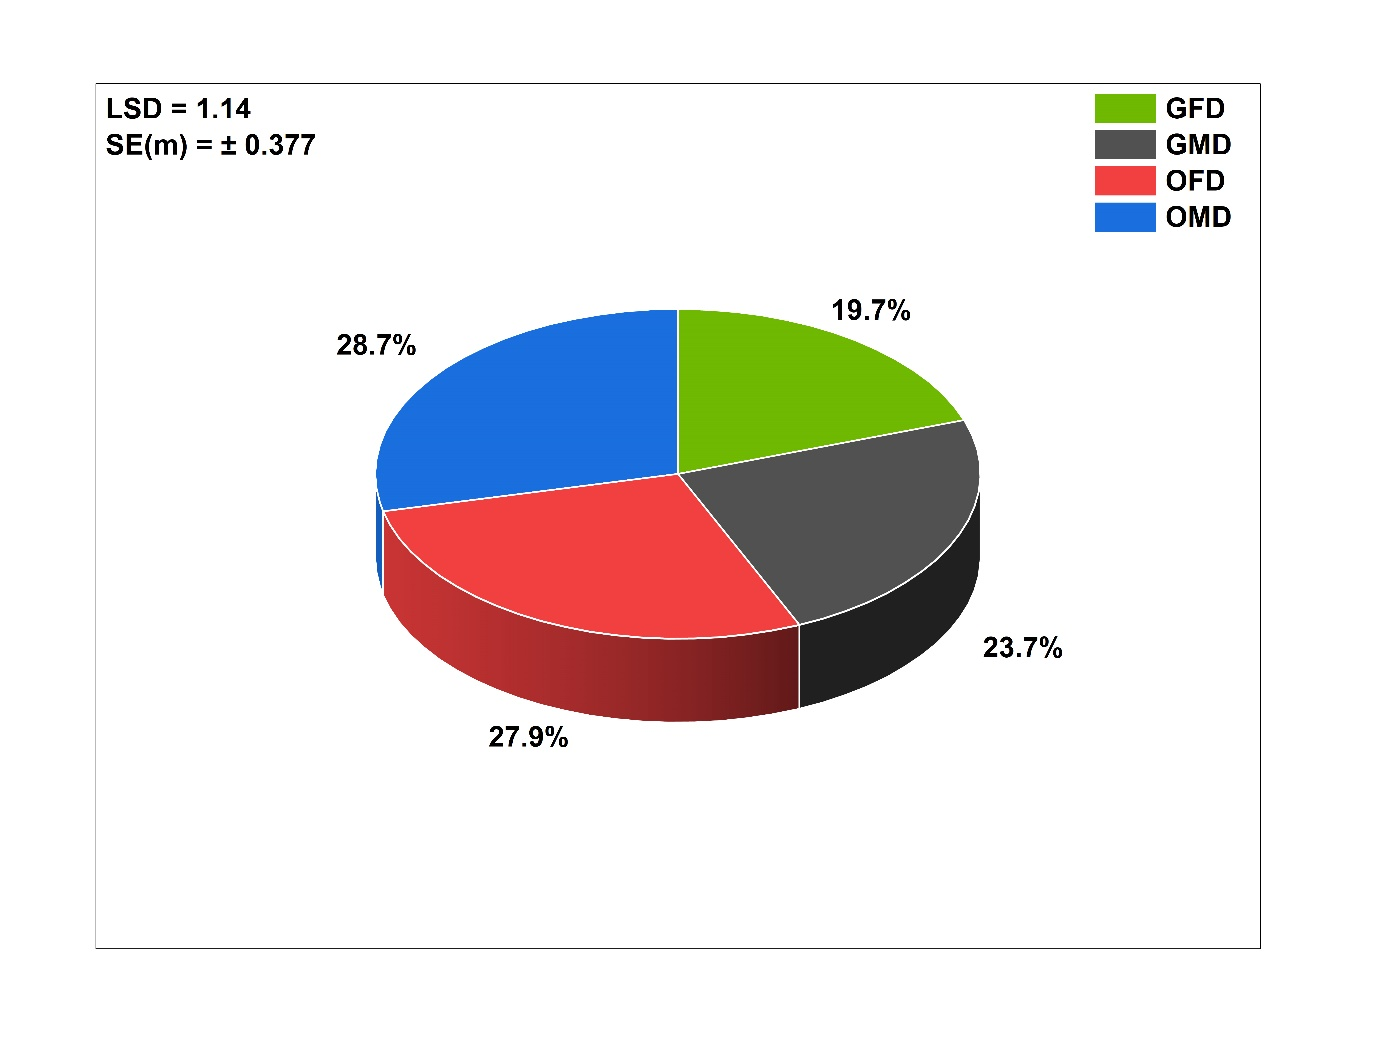 LSD = 1.14
SE(m) = ± 0.377
GFD
GMD
OFD
OMD
19.7%
28.7%
23.7%
27.9%